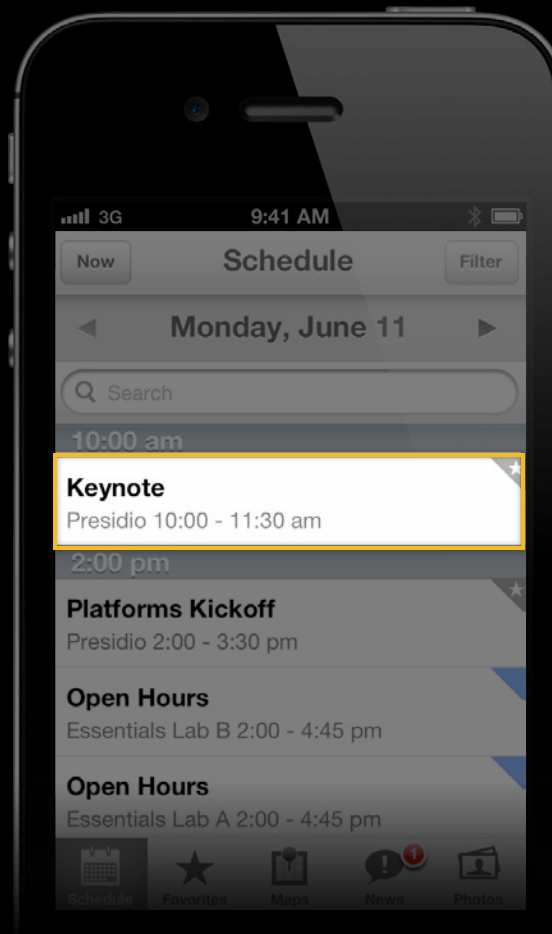 3G 9:41 AM
Now Schedule Filter
Monday, June 11
Search
10:00 am
Keynote
Presidio 10:00 - 11:30 am
2:00 pm
Platforms Kickoff
Presidio 2:00 - 3:30 pm
Open Hours
Essentials Lab B 2:00 - 4:45 pm
Open Hours
Essentials Lab A 2:00 - 4:45 pm
1
Schedule Favorites Maps News Photos